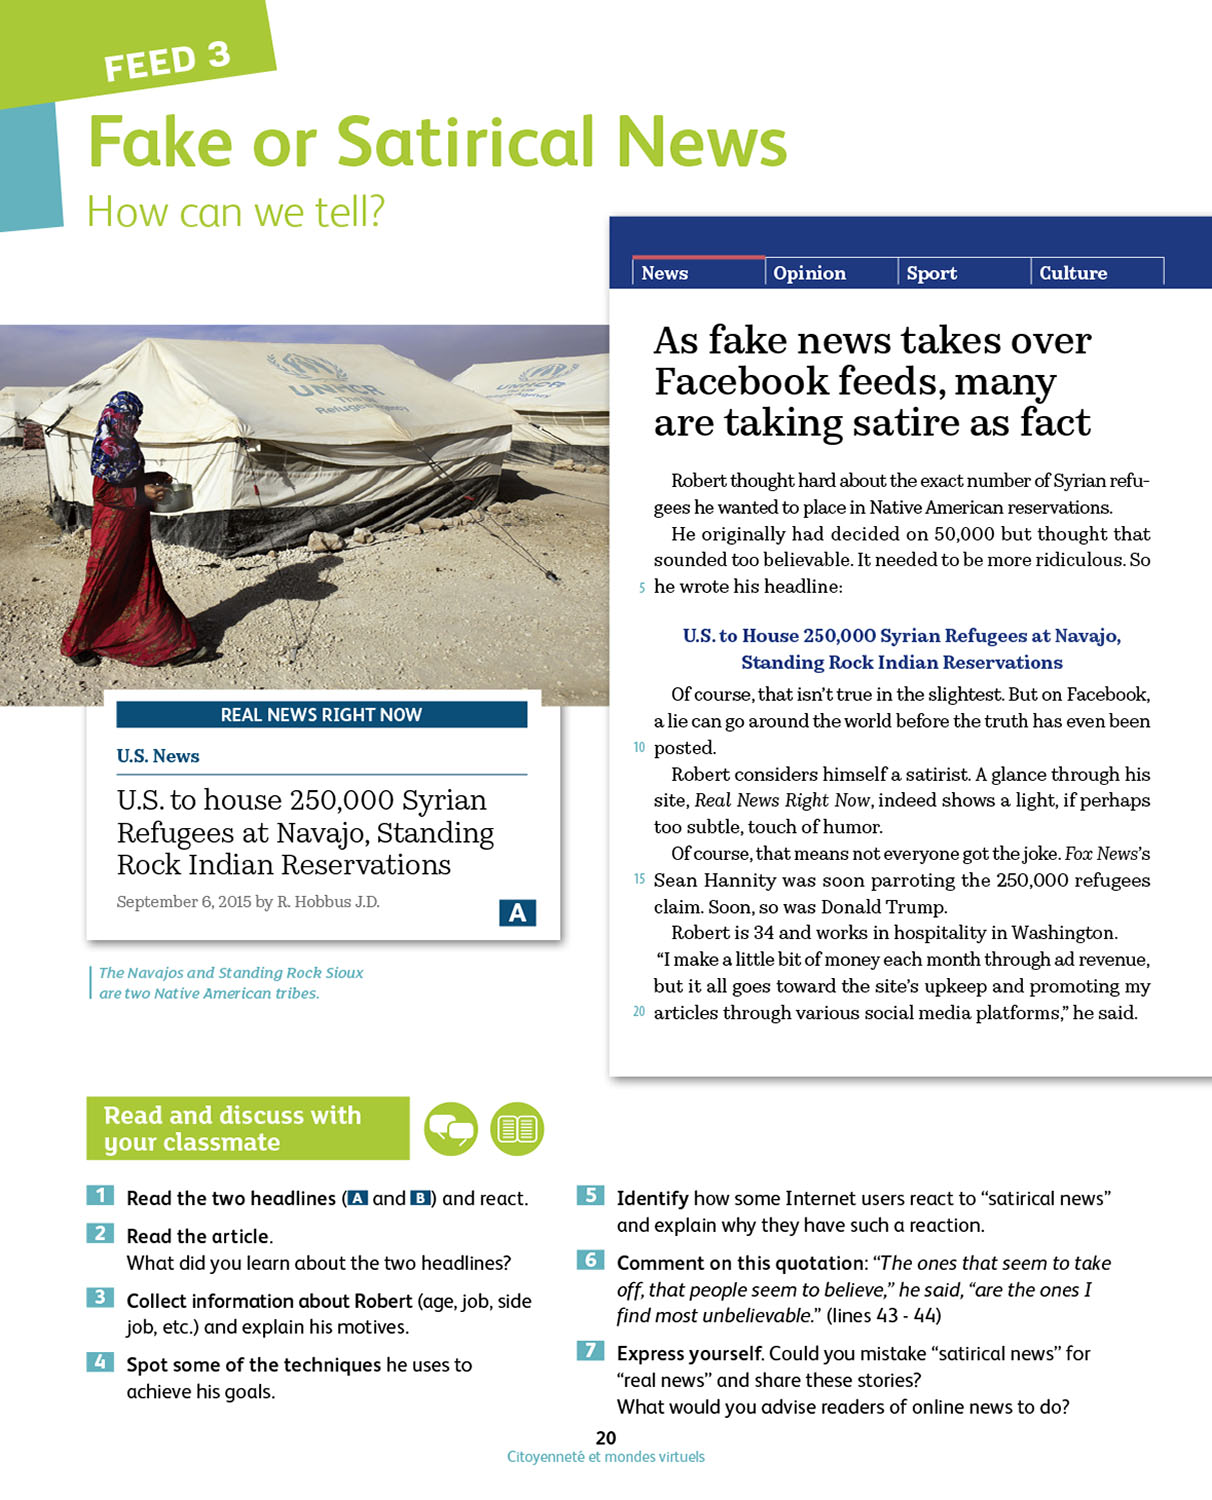 FEED 3
Fake or Satirical News
How can we tell?
UNHCR
The UN
Refugee Agency
UNHCR
News
Opinion
Sport
Culture
As fake news takes over
Facebook feeds, many
are taking satire as fact
Robert thought hard about the exact number of Syrian refu-
gees he wanted to place in Native American reservations.
He originally had decided on 50,000 but thought that
sounded too believable. It needed to be more ridiculous. So
5 he wrote his headline:
U.S. to House 250,000 Syrian Refugees at Navajo,
Standing Rock Indian Reservations
Of course, that isn't true in the slightest. But on Facebook,
a lie can go around the world before the truth has even been
10 posted.
Robert considers himself a satirist. A glance through his
site, Real News Right Now, indeed shows a light, if perhaps
too subtle, touch of humor.
Of course, that means not everyone got the joke. Fox News's
15 Sean Hannity was soon parroting the 250,000 refugees
claim. Soon, so was Donald Trump.
Robert is 34 and works in hospitality in Washington.
"I make a little bit of money each month through ad revenue,
but it all goes toward the site's upkeep and promoting my
20 articles through various social media platforms," he said.
REAL NEWS RIGHT NOW
U.S. News
U.S. to house 250,000 Syrian
Refugees at Navajo, Standing
Rock Indian Reservations
September 6, 2015 by R. Hobbus J.D.
A
The Navajos and Standing Rock Sioux
are two Native American tribes.
Read and discuss with
your classmate
1 Read the two headlines (A and B) and react.
2 Read the article.
What did you learn about the two headlines?
3 Collect information about Robert (age, job, side
job, etc.) and explain his motives.
4 Spot some of the techniques he uses to
achieve his goals.
5 Identify how some Internet users react to "satirical news"
and explain why they have such a reaction.
6 Comment on this quotation: "The ones that seem to take
off, that people seem to believe," he said, "are the ones I
find most unbelievable." (lines 43 - 44)
7 Express yourself. Could you mistake "satirical news" for
"real news" and share these stories?
What would you advise readers of online news to do?
20
Citoyenneté et mondes virtuels